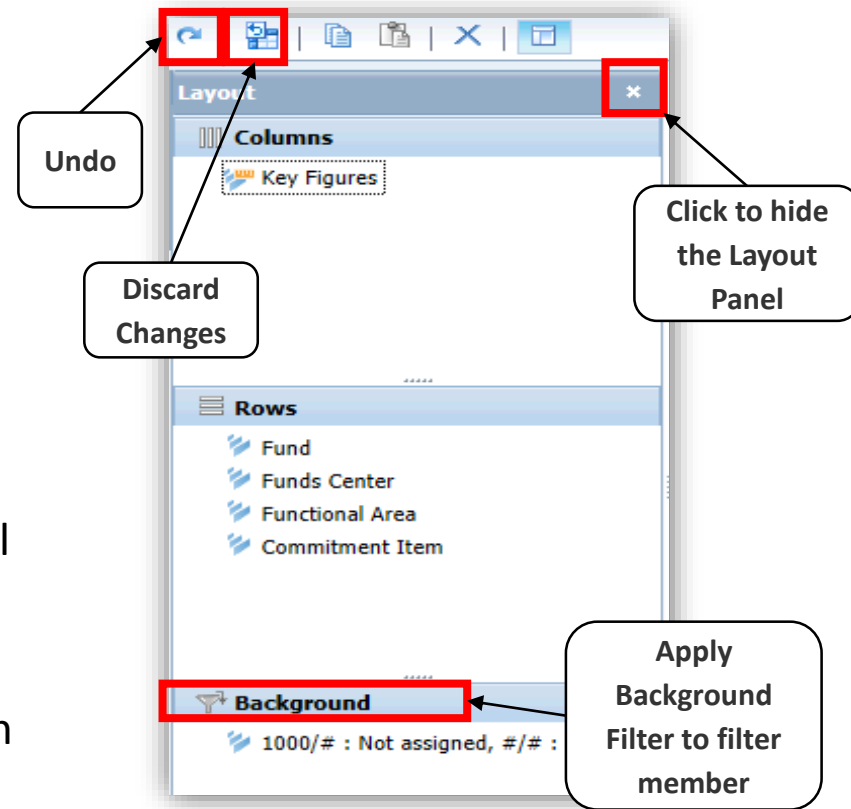 Layout
Columns
Key Figures
Undo
Click to hide
the Layout
Panel
Discard
Changes
Rows
Fund
Funds Center
Functional Area
Commitment Item
Apply
Background
Filter to filter
member
Background
1000/# : Not assigned, #/# :